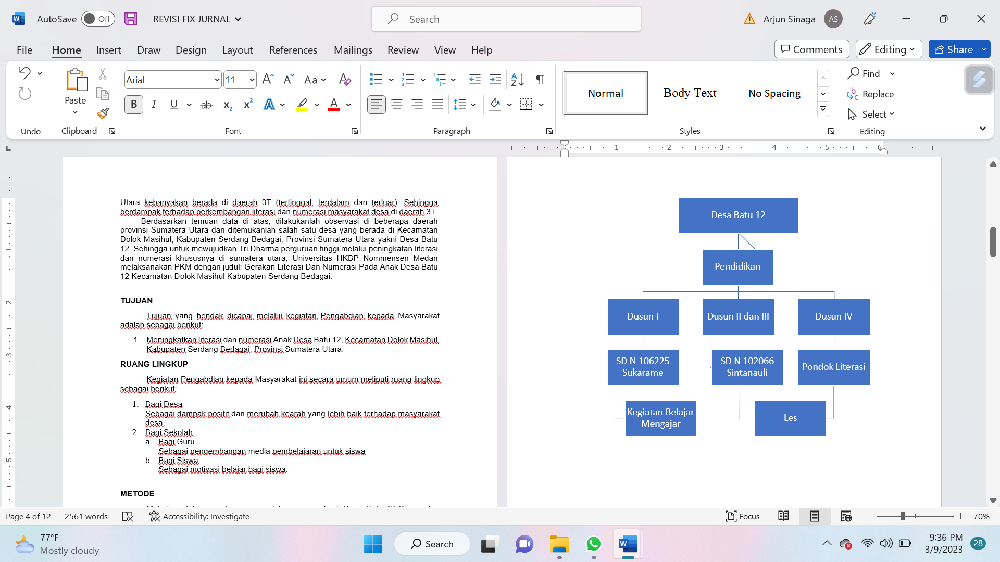 AutoSave Off REVISI FIX JURNAL Search Arjun Sinaga AS
File Home Insert Draw Design Layout References Mailings Review View Help Comments Editing Share
Paste
Undo
Clipboard
Arial 11
Font
Paragraph
Normal Body Text No Spacing
Styles
Find
Replace
Select
Editing
1 2 3 4 5 6
Utara kebanyakan berada di daerah 3T (tertinggal, terdalam dan terluar). Sehingga
berdampak terhadap perkembangan literasi dan numerasi masyarakat desa di daerah 3T.
Berdasarkan temuan data di atas, dilakukanlah observasi di beberapa daerah
provinsi Sumatera Utara dan ditemukanlah salah satu desa yang berada di Kecamatan
Dolok Masihul, Kabupaten Serdang Bedagai, Provinsi Sumatera Utara yakni Desa Batu
12. Sehingga untuk mewujudkan Tri Dharma perguruan tinggi melalui peningkatan literasi
dan numerasi khususnya di sumatera utara, Universitas HKBP Nommensen Medan
melaksanakan PKM dengan judul: Gerakan Literasi Dan Numerasi Pada Anak Desa Batu
12 Kecamatan Dolok Masihul Kabupaten Serdang Bedagai.
TUJUAN
Tujuan yang hendak dicapai melalui kegiatan Pengabdian kepada Masyarakat
adalah sebagai berikut:
1. Meningkatkan literasi dan numerasi Anak Desa Batu 12, Kecamatan Dolok Masihul,
Kabupaten Serdang Bedagai, Provinsi Sumatera Utara.
RUANG LINGKUP
Kegiatan Pengabdian kepada Masyarakat ini secara umum meliputi ruang lingkup
sebagai berikut:
1. Bagi Desa
Sebagai dampak positif dan merubah kearah yang lebih baik terhadap masyarakat
desa.
2. Bagi Sekolah
a. Bagi Guru
Sebagai pengembangan media pembelajaran untuk siswa
b. Bagi Siswa
Sebagai motivasi belajar bagi siswa.
METODE
Desa Batu 12
Pendidikan
Dusun I
Dusun II dan III
Dusun IV
SD N 106225
Sukarame
SD N 102066
Sintanauli
Pondok Literasi
Kegiatan Belajar
Mengajar
Les
Page 4 of 12 2561 words Accessibility: Investigate Focus 70%
77°F
Mostly cloudy
Search
9:36 PM
3/9/2023
28